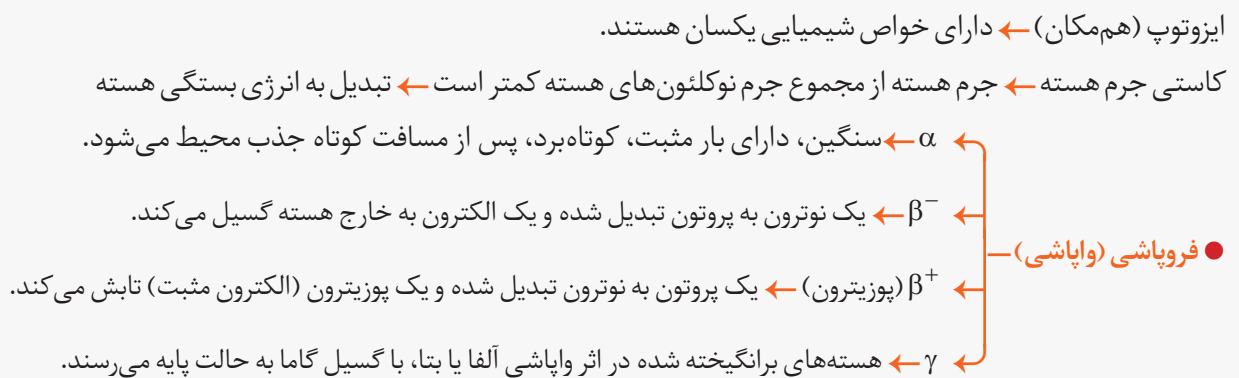 ایزوتوپ (هم‌مکان) ← دارای خواص شیمیایی یکسان هستند.
کاستی جرم هسته ← جرم هسته از مجموع جرم نوکلئون‌های هسته کمتر است ← تبدیل به انرژی بستگی هسته
● فروپاشی (واپاشی)
α ← سنگین، دارای بار مثبت، کوتاه‌برد، پس از مسافت کوتاه جذب محیط می‌شود.
β⁻ ← یک نوترون به پروتون تبدیل شده و یک الکترون به خارج هسته گسیل می‌کند.
β⁺ (پوزیترون) ← یک پروتون به نوترون تبدیل شده و یک پوزیترون (الکترون مثبت) تابش می‌کند.
γ ← هسته‌های برانگیخته شده در اثر واپاشی آلفا یا بتا، با گسیل گاما به حالت پایه می‌رسند.